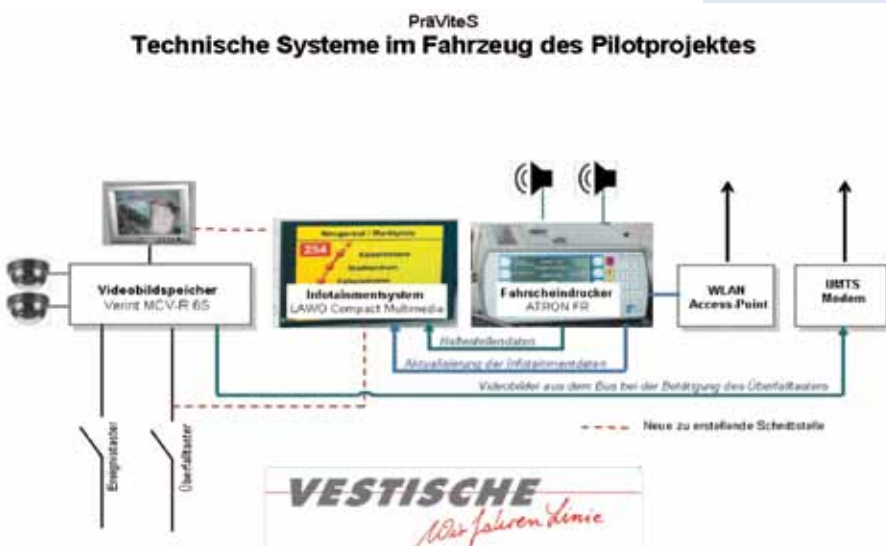 PräViteS
Technische Systeme im Fahrzeug des Pilotprojektes
254
Videobildspeicher
Verint MCV-R 6S
Infotainmentsystem
LAWO Compact Multimedia
Fahrscheindrucker
ATRON FR
WLAN
Access-Point
UMTS
Modem
Haltestellendaten
Aktualisierung der Infotainmentdaten
Videobilder aus dem Bus bei der Betätigung des Überfalltasters
Ereignistaster
Überfalltaster
Neue zu erstellende Schnittstelle
VESTISCHE
Wir fahren Linie